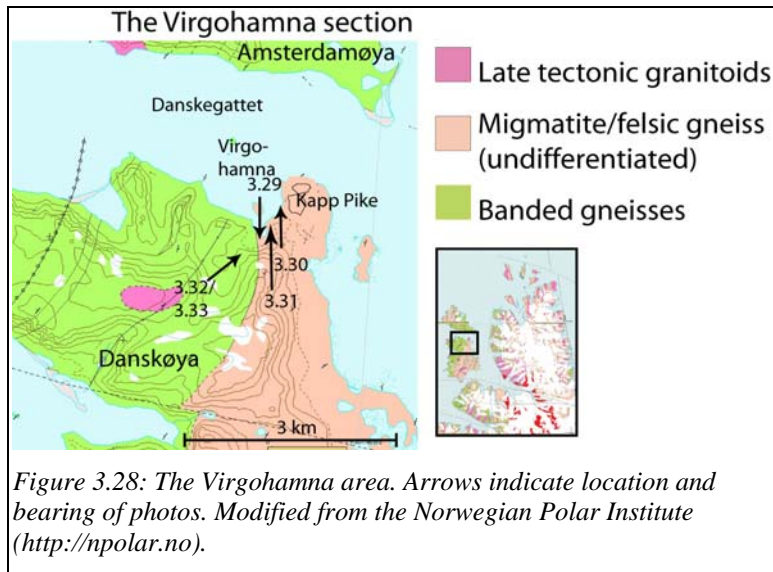 The Virgohamna section
Amsterdamøya
Danskegattet
Virgo-
hamna
3.29
Kapp Pike
3.30
3.32/
3.33
3.31
Danskøya
3 km
Late tectonic granitoids
Migmatite/felsic gneiss
(undifferentiated)
Banded gneisses
Figure 3.28: The Virgohamna area. Arrows indicate location and
bearing of photos. Modified from the Norwegian Polar Institute
(http://npolar.no).